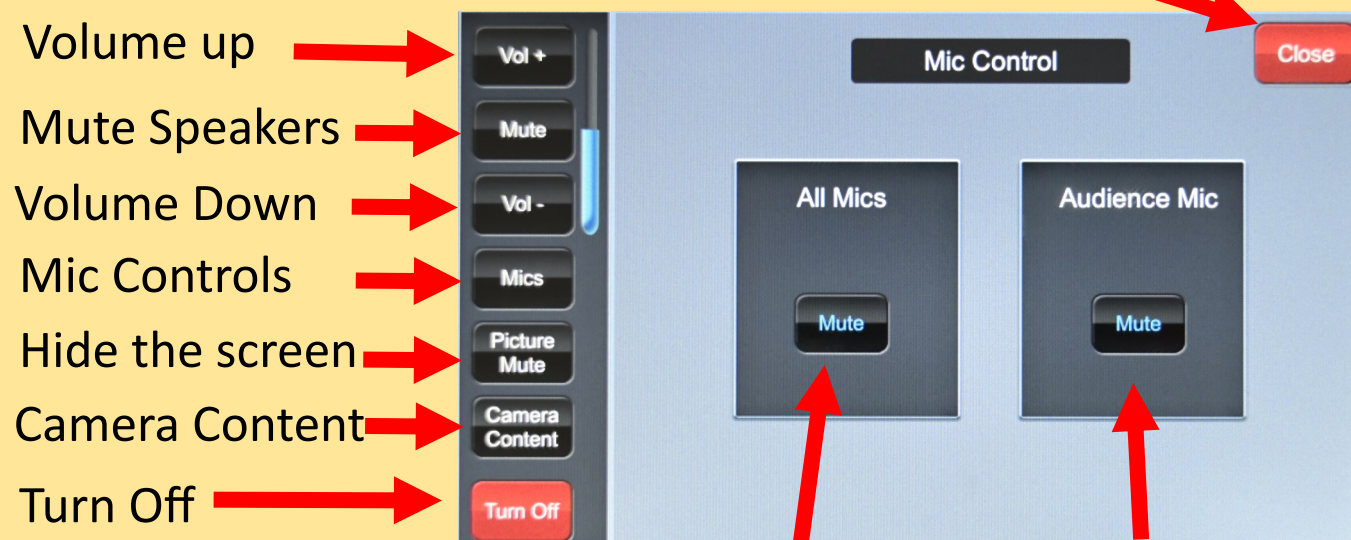 Volume up
Mute Speakers
Volume Down
Mic Controls
Hide the screen
Camera Content
Turn Off
Vol +
Mute
Vol -
Mics
Picture
Mute
Camera
Content
Turn Off
Mic Control
Close
All Mics
Mute
Audience Mic
Mute